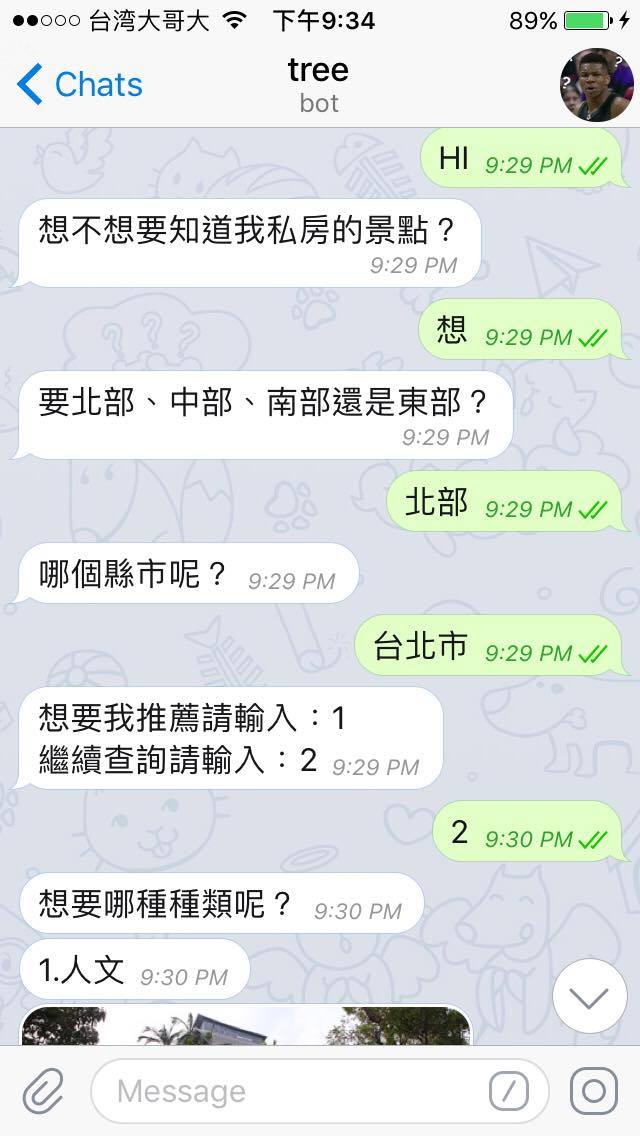 台湾大哥大 下午9:34 89%
Chats
tree
bot
HI 9:29 PM
想不想要知道我私房的景點？
9:29 PM
想 9:29 PM
要北部、中部、南部還是東部？
9:29 PM
北部 9:29 PM
哪個縣市呢？ 9:29 PM
台北市 9:29 PM
想要我推薦請輸入：1
繼續查詢請輸入：2 9:29 PM
2 9:30 PM
想要哪種種類呢？ 9:30 PM
1.人文 9:30 PM
Message